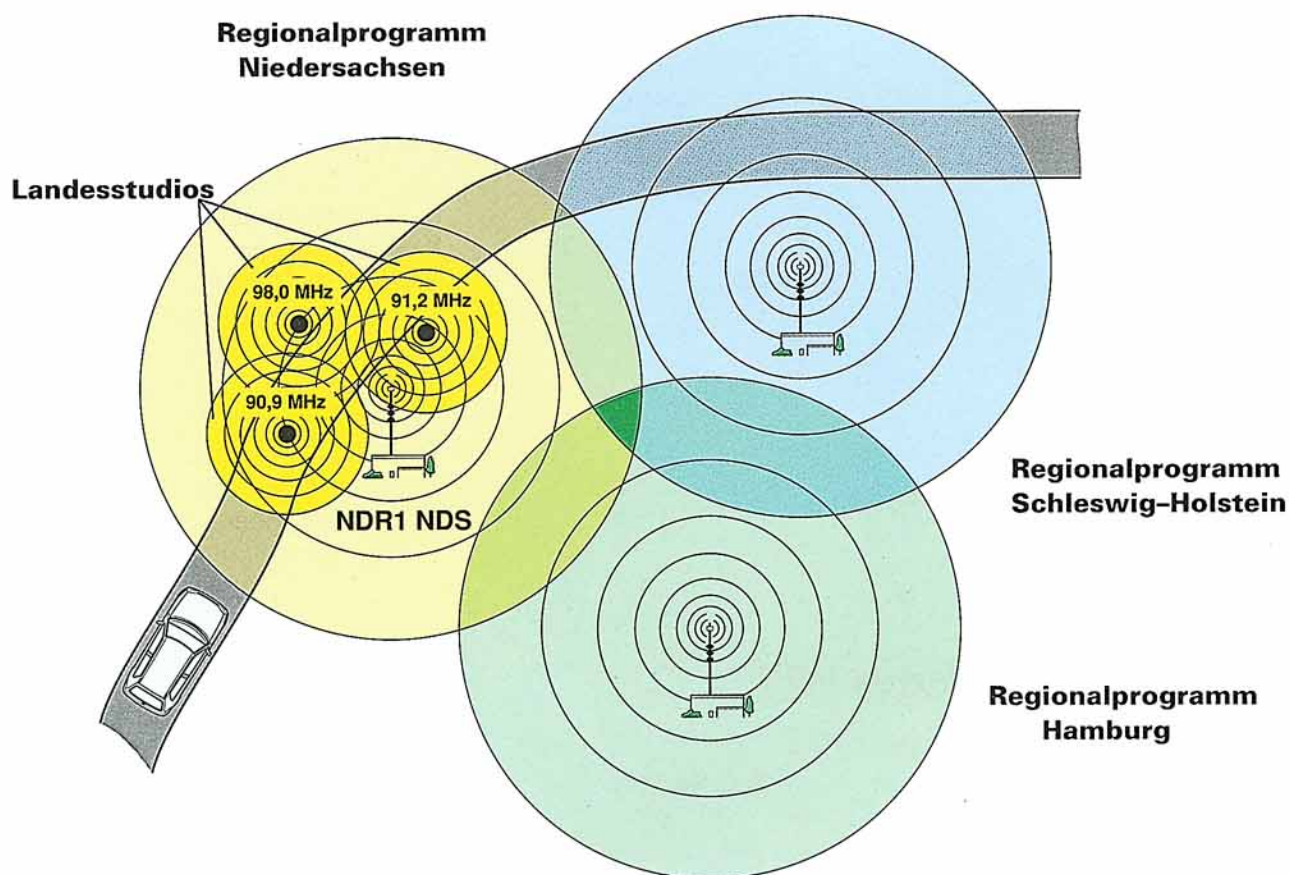 Regionalprogramm
Niedersachsen
Landesstudios
98,0 MHz
91,2 MHz
90,9 MHz
NDR1 NDS
Regionalprogramm
Schleswig–Holstein
Regionalprogramm
Hamburg